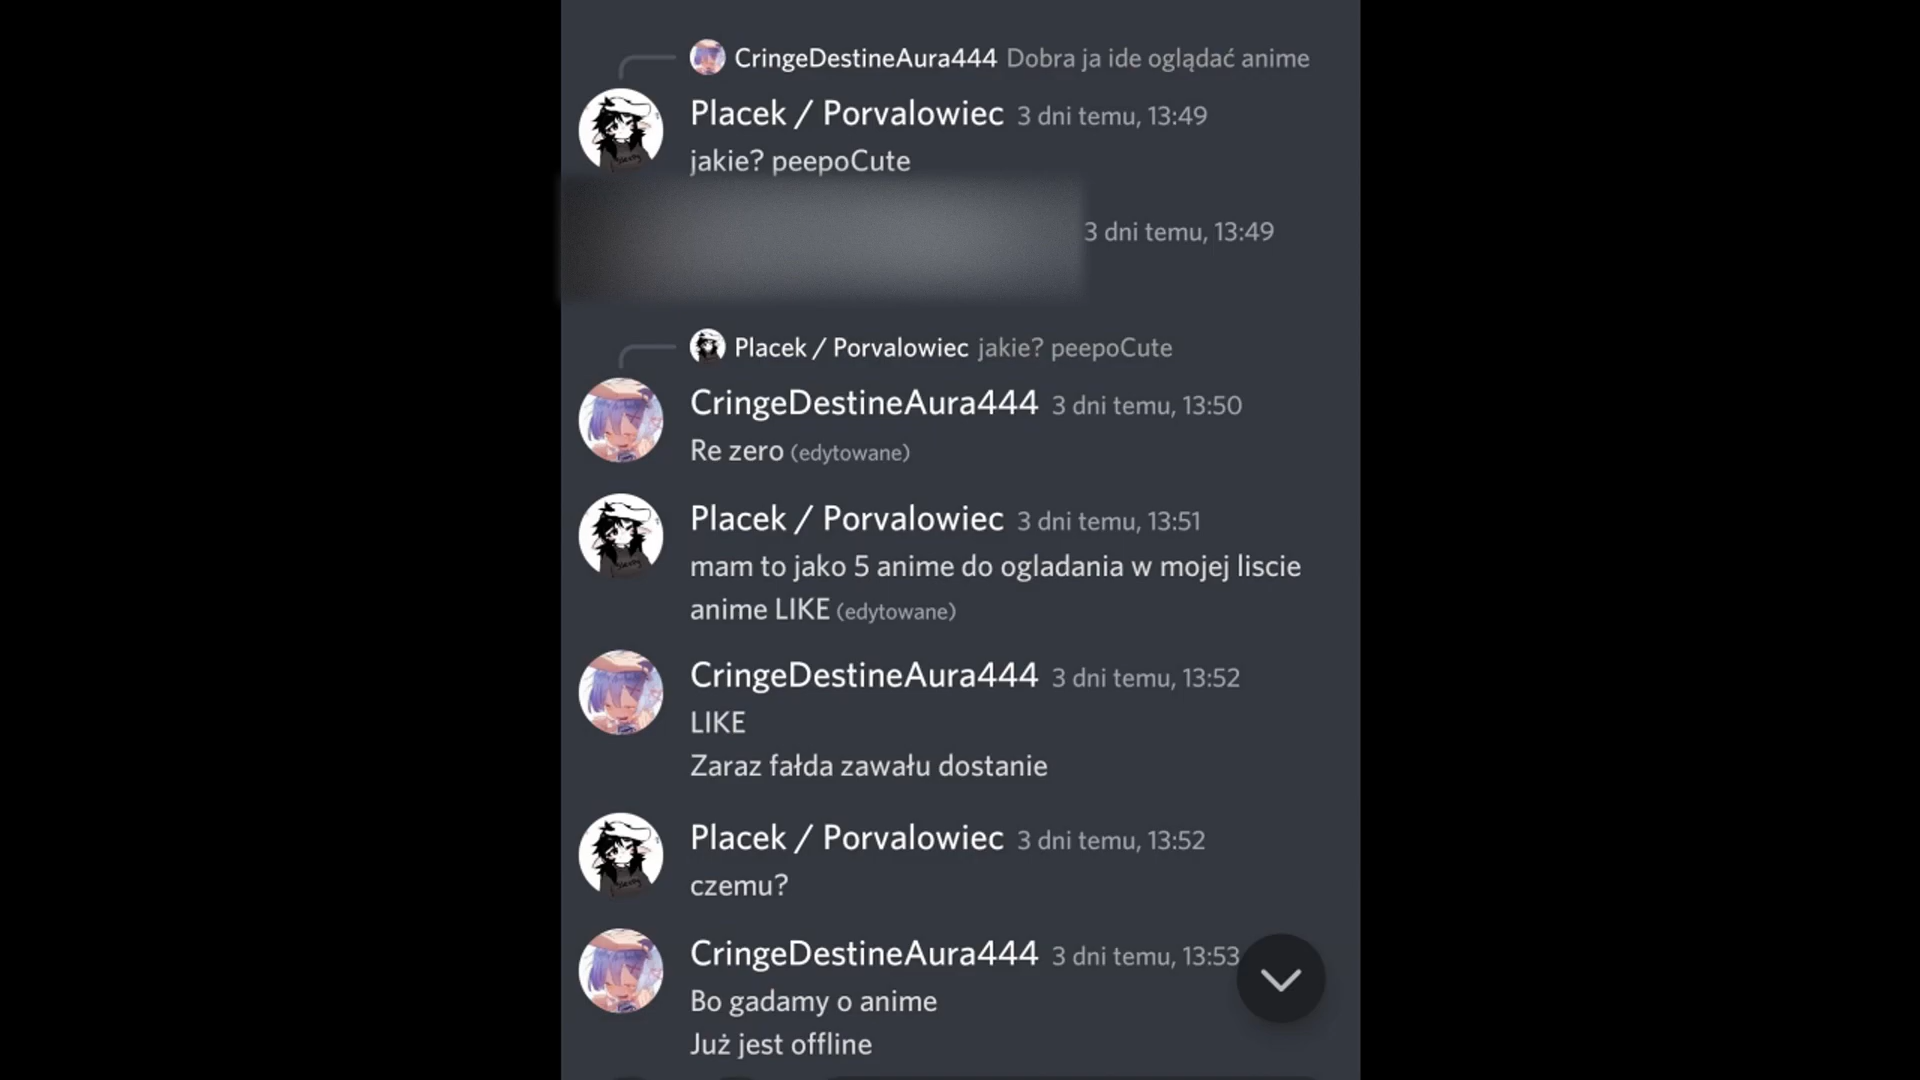 CringeDestineAura444 Dobra ja ide oglądać anime
Placek / Porvalowiec 3 dni temu, 13:49
jakie? peepoCute
3 dni temu, 13:49
Placek / Porvalowiec jakie? peepoCute
CringeDestineAura444 3 dni temu, 13:50
Re zero (edytowane)
Placek / Porvalowiec 3 dni temu, 13:51
mam to jako 5 anime do ogladania w mojej liscie
anime LIKE (edytowane)
CringeDestineAura444 3 dni temu, 13:52
LIKE
Zaraz fałda zawału dostanie
Placek / Porvalowiec 3 dni temu, 13:52
czemu?
CringeDestineAura444 3 dni temu, 13:53
Bo gadamy o anime
Już jest offline